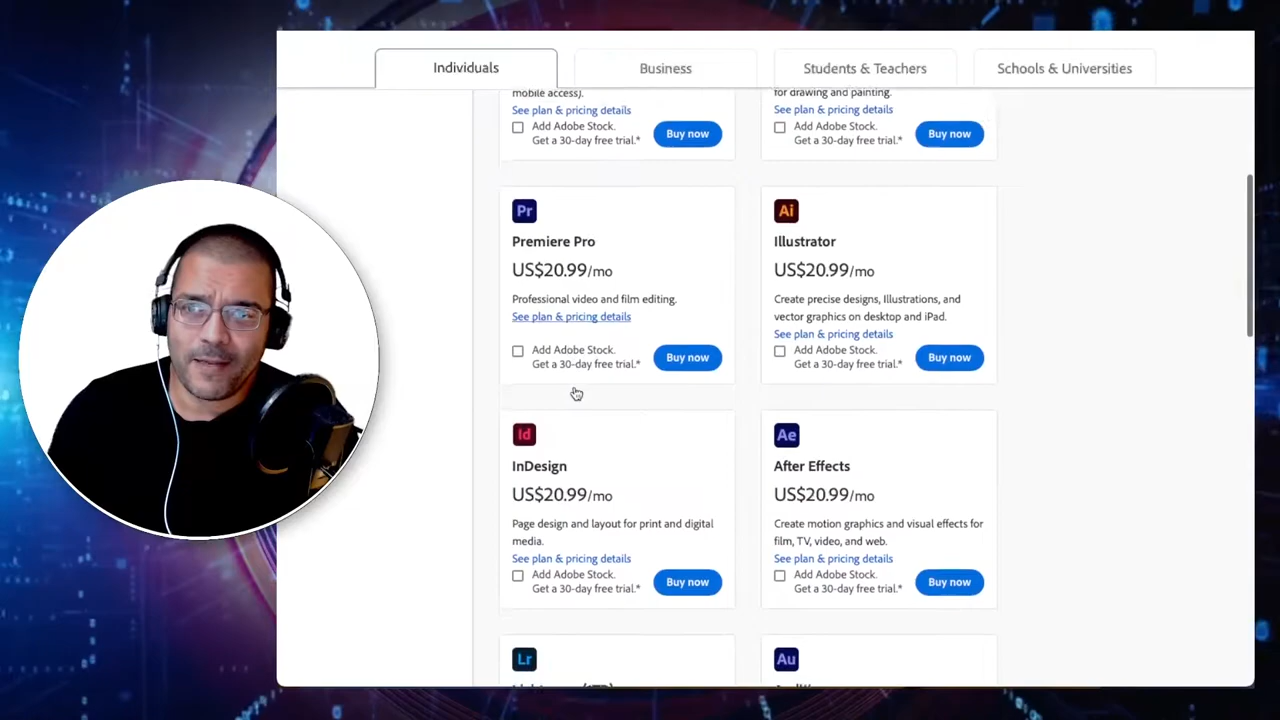 Individuals
Business
Students & Teachers
Schools & Universities
mobile access).
See plan & pricing details
Add Adobe Stock.
Get a 30-day free trial.*
Buy now
for drawing and painting.
See plan & pricing details
Add Adobe Stock.
Get a 30-day free trial.*
Buy now
Pr
Premiere Pro
US$20.99/mo
Professional video and film editing.
See plan & pricing details
Add Adobe Stock.
Get a 30-day free trial.*
Buy now
Ai
Illustrator
US$20.99/mo
Create precise designs, Illustrations, and
vector graphics on desktop and iPad.
See plan & pricing details
Add Adobe Stock.
Get a 30-day free trial.*
Buy now
Id
InDesign
US$20.99/mo
Page design and layout for print and digital
media.
See plan & pricing details
Add Adobe Stock.
Get a 30-day free trial.*
Buy now
Ae
After Effects
US$20.99/mo
Create motion graphics and visual effects for
film, TV, video, and web.
See plan & pricing details
Add Adobe Stock.
Get a 30-day free trial.*
Buy now
Lr
Au